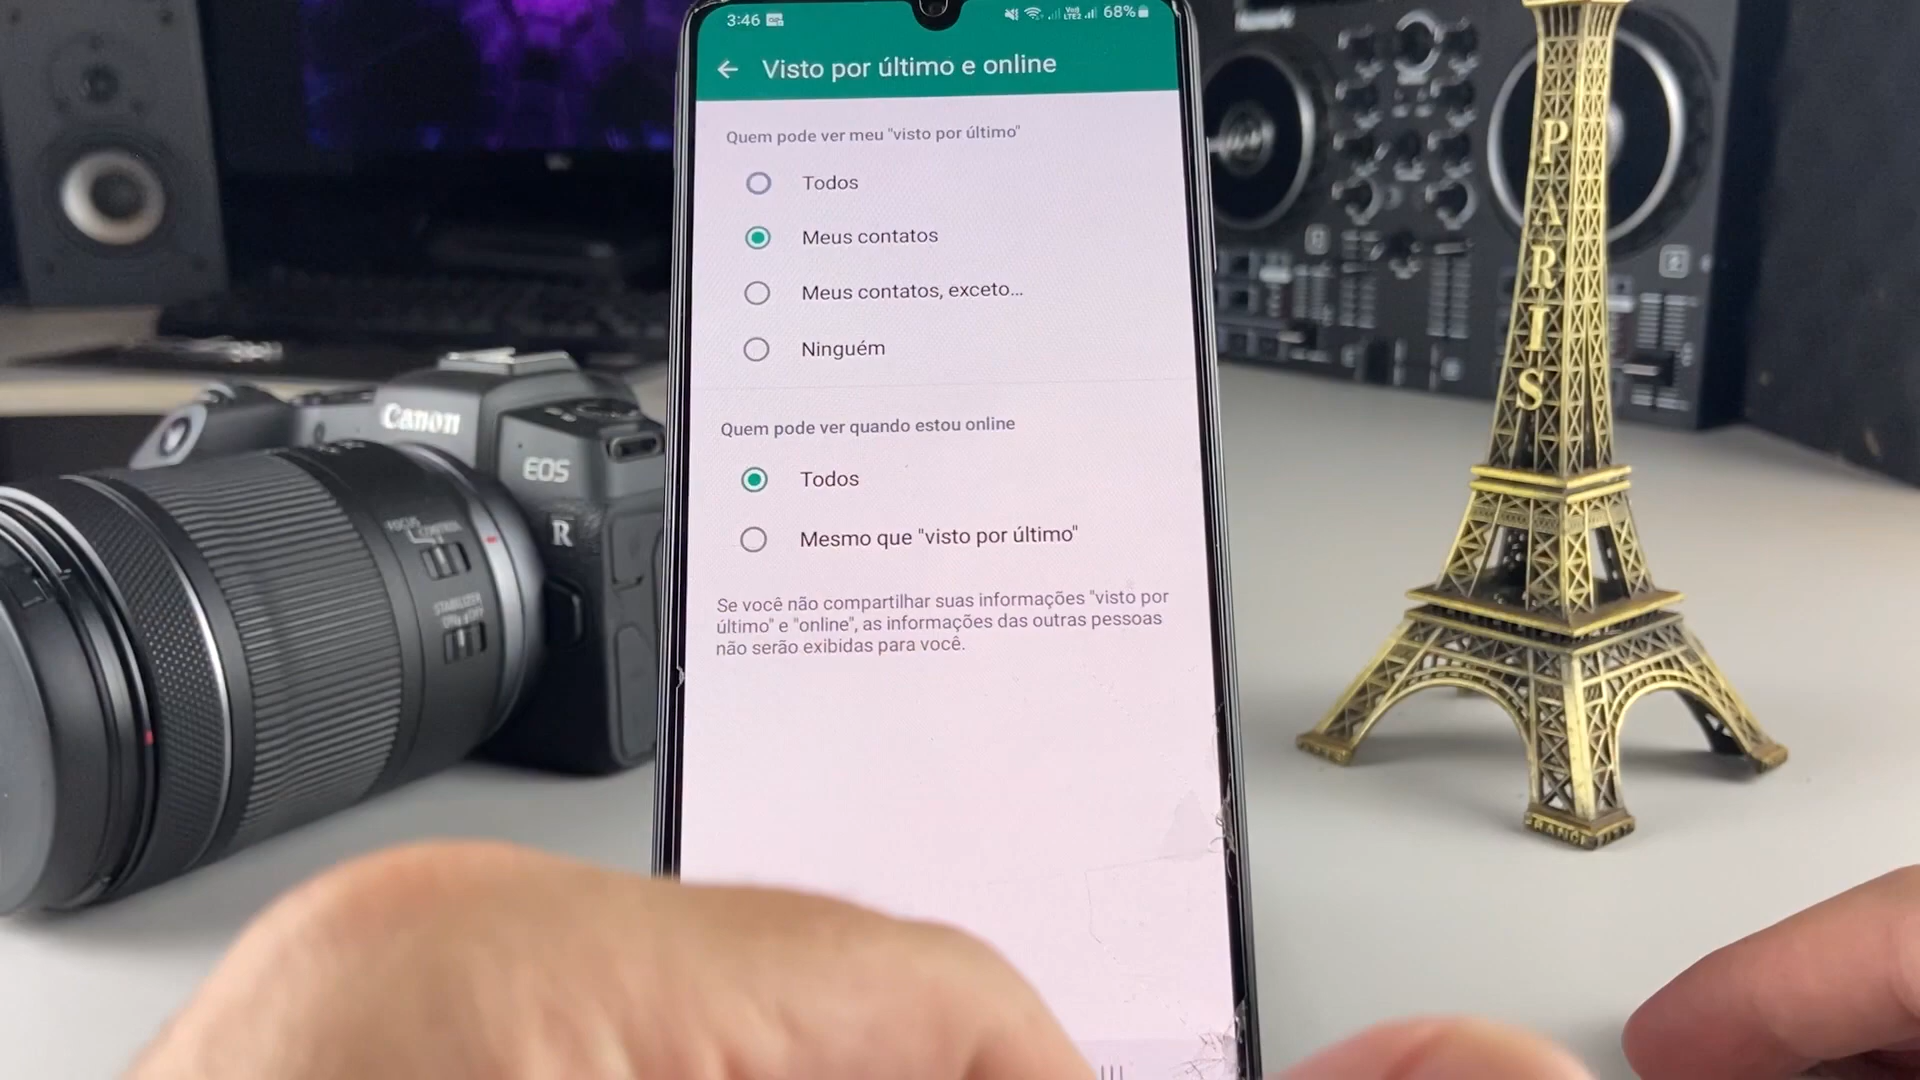 3:46
68%
Visto por último e online
Quem pode ver meu "visto por último"
Todos
Meus contatos
Meus contatos, exceto...
Ninguém
Quem pode ver quando estou online
Todos
Mesmo que "visto por último"
Se você não compartilhar suas informações "visto por
último" e "online", as informações das outras pessoas
não serão exibidas para você.
Canon
EOS
R
STABILIZER
PARIS